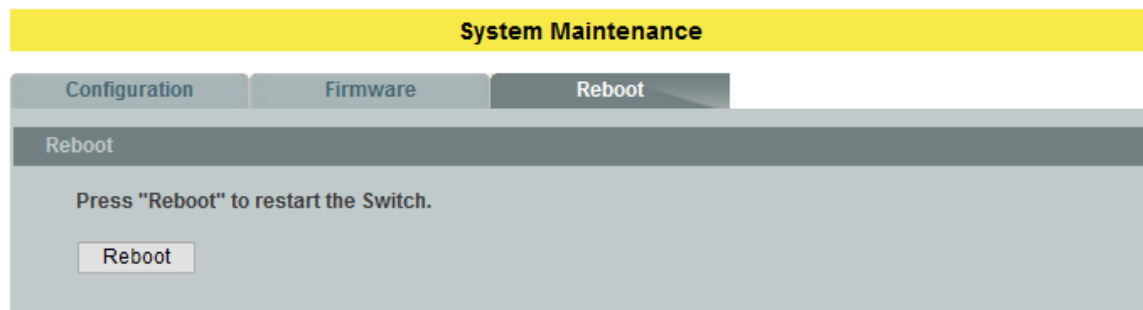 System Maintenance
Configuration Firmware Reboot
Reboot
Press "Reboot" to restart the Switch.
Reboot